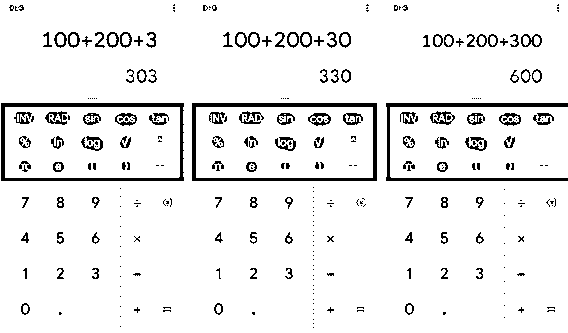 DEG
100+200+3
303
INV RAD sin cos tan
% ln log √ ^
π e ( )
7 8 9 ÷
4 5 6 ×
1 2 3 −
0 . + =
DEG
100+200+30
330
INV RAD sin cos tan
% ln log √ ^
π e ( )
7 8 9 ÷
4 5 6 ×
1 2 3 −
0 . + =
DEG
100+200+300
600
INV RAD sin cos tan
% ln log √
π e ( )
7 8 9 ÷
4 5 6 ×
1 2 3 −
0 . + =